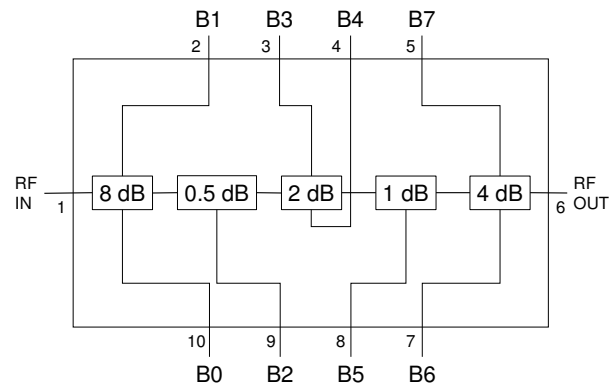 B1 B3 B4 B7
2 3 4 5
RF IN 1 8 dB 0.5 dB 2 dB 1 dB 4 dB 6 RF OUT
10 9 8 7
B0 B2 B5 B6